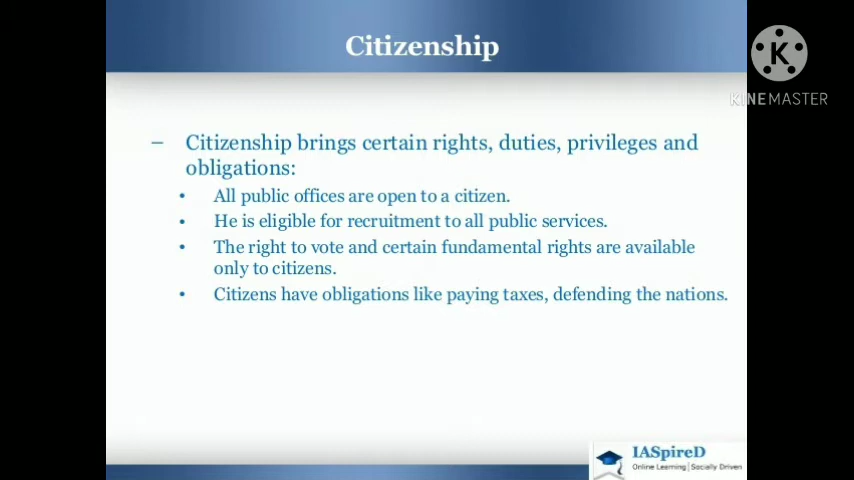 Citizenship
K
KINEMASTER
– Citizenship brings certain rights, duties, privileges and
obligations:
• All public offices are open to a citizen.
• He is eligible for recruitment to all public services.
• The right to vote and certain fundamental rights are available
only to citizens.
• Citizens have obligations like paying taxes, defending the nations.
IASpireD
Online Learning | Socially Driven